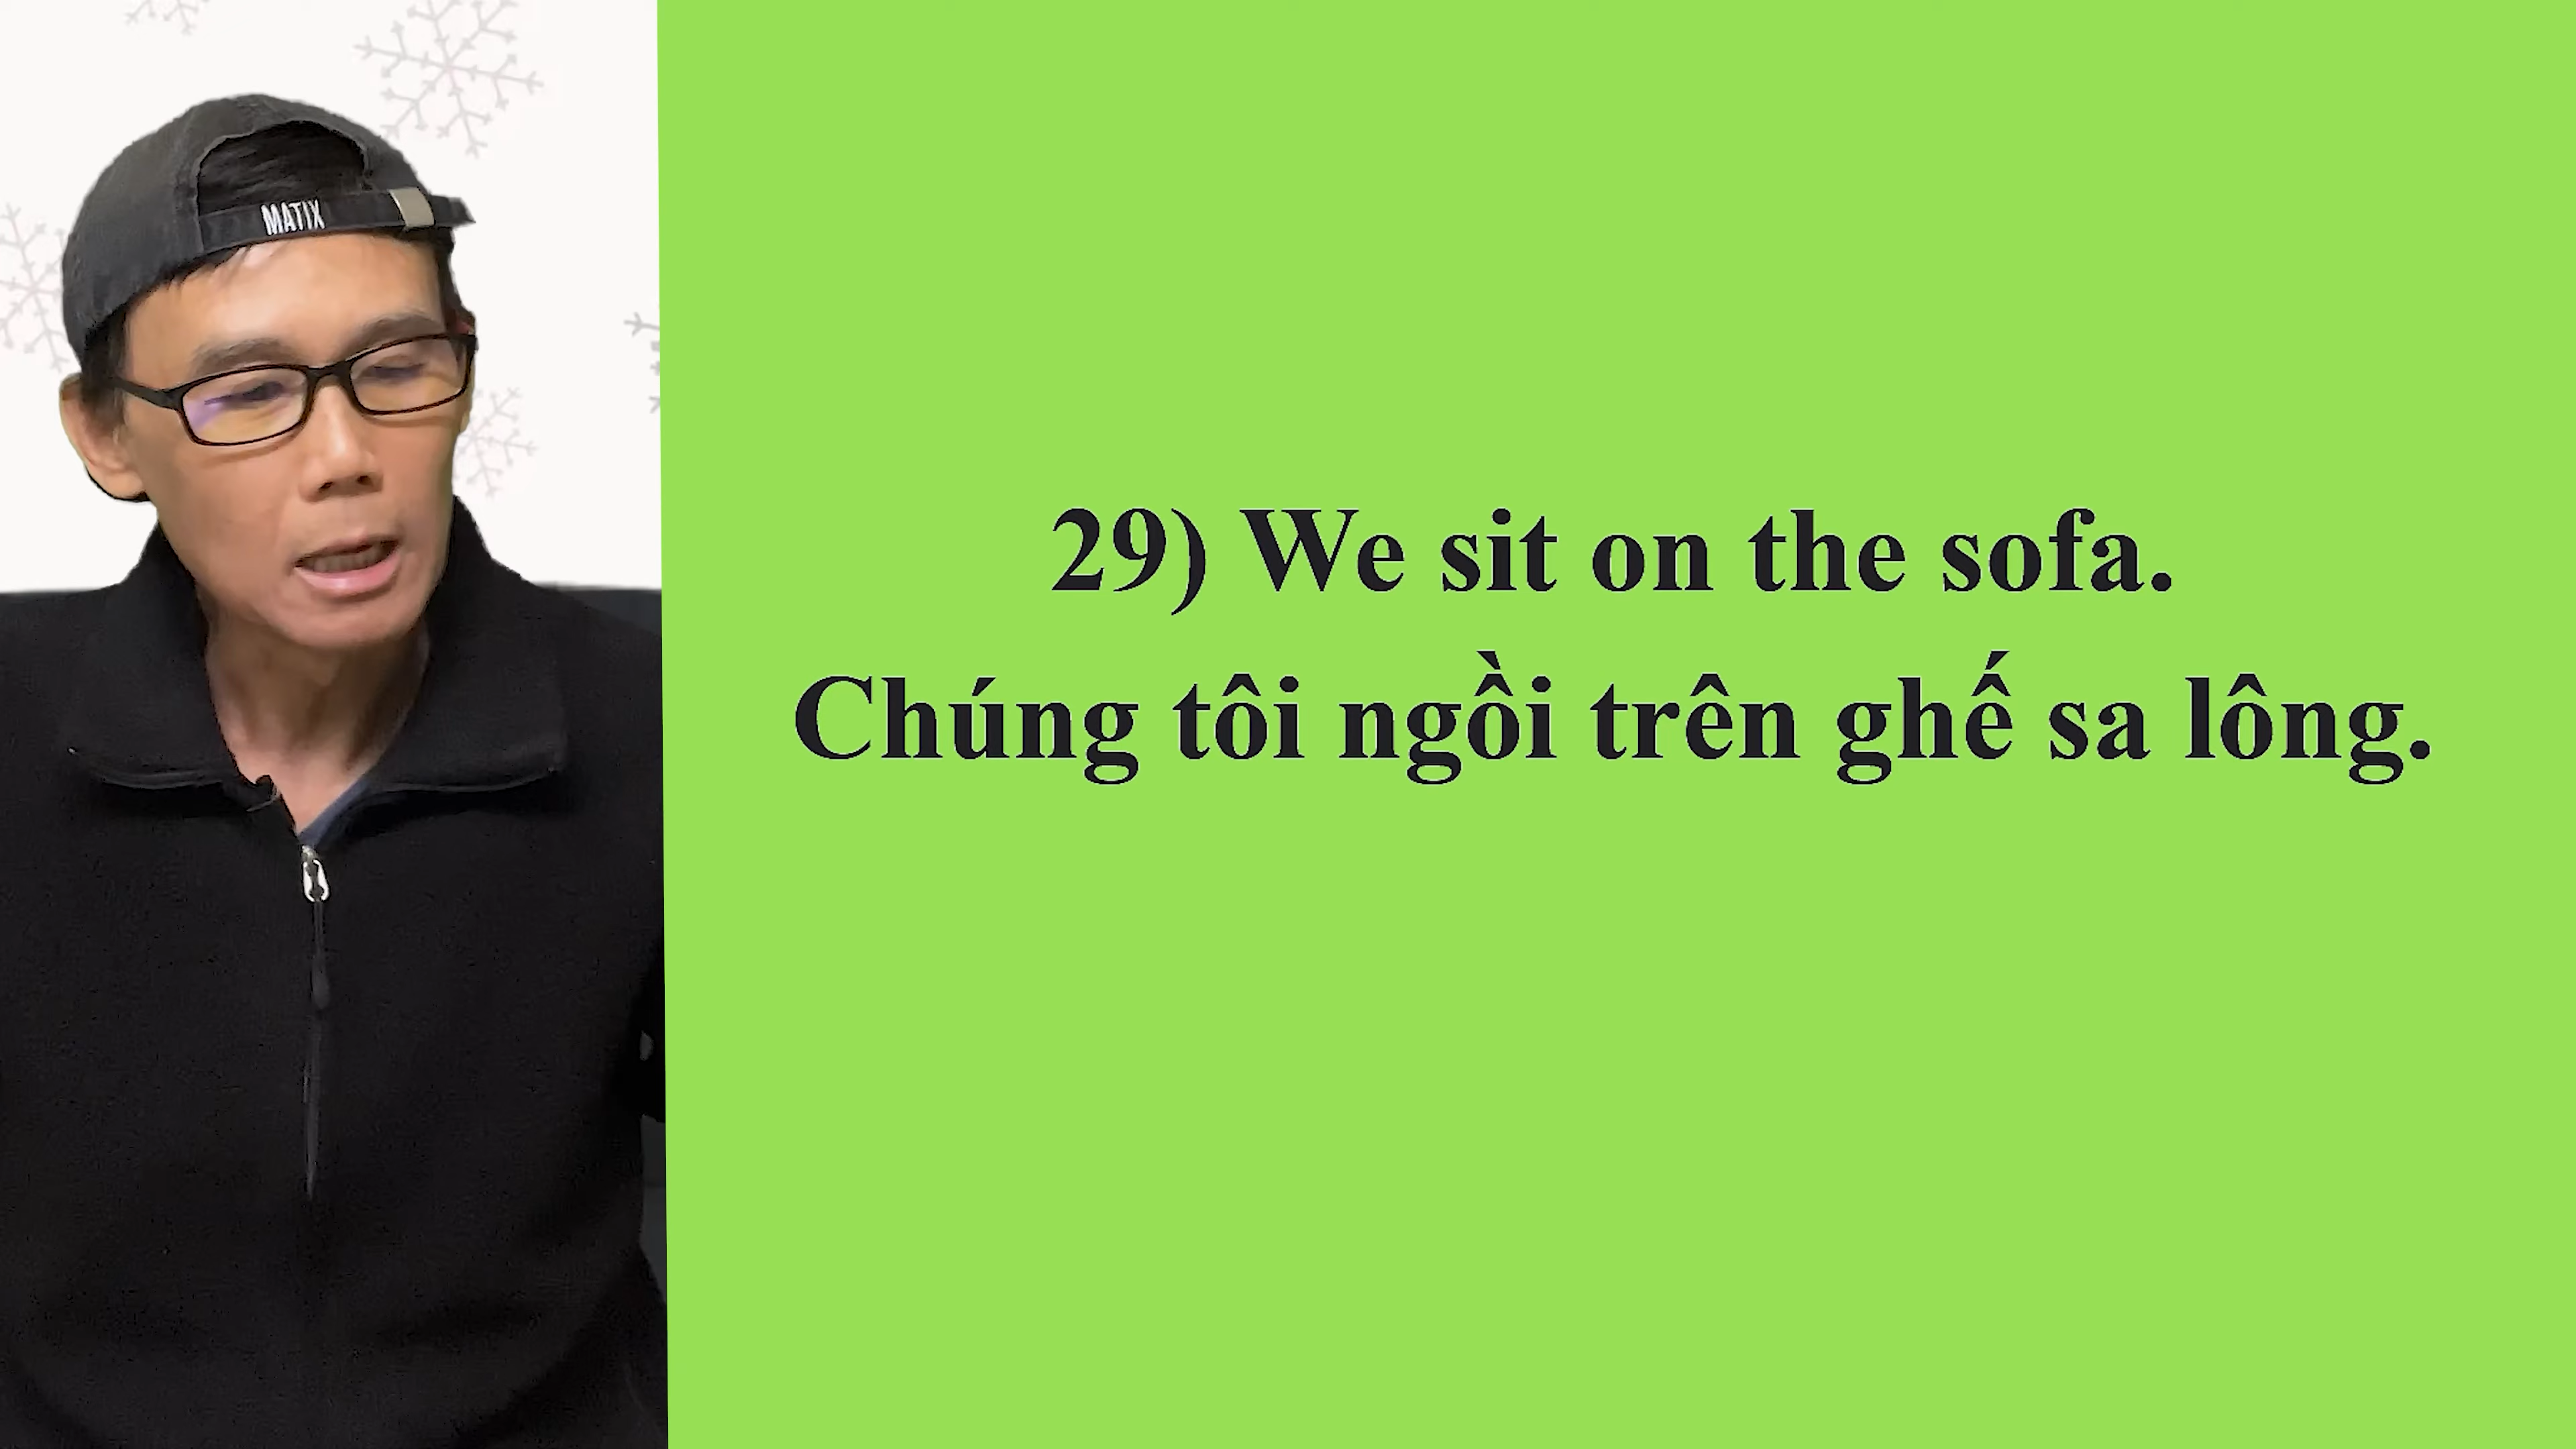 MATIX
29) We sit on the sofa.
Chúng tôi ngồi trên ghế sa lông.